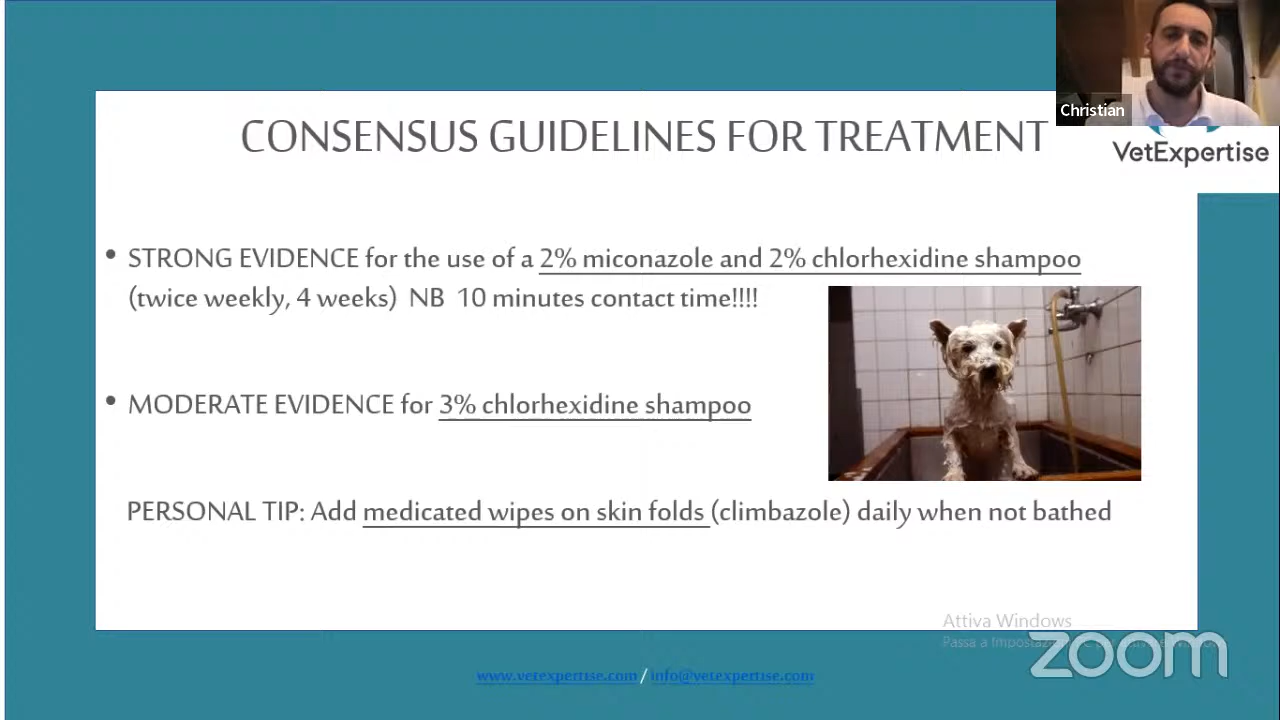 Christian
VetExpertise
CONSENSUS GUIDELINES FOR TREATMENT
• STRONG EVIDENCE for the use of a 2% miconazole and 2% chlorhexidine shampoo
(twice weekly, 4 weeks) NB 10 minutes contact time!!!!
• MODERATE EVIDENCE for 3% chlorhexidine shampoo
PERSONAL TIP: Add medicated wipes on skin folds (climbazole) daily when not bathed
Attiva Windows
Passa a
zoom
www.vetexpertise.com / info@vetexpertise.com